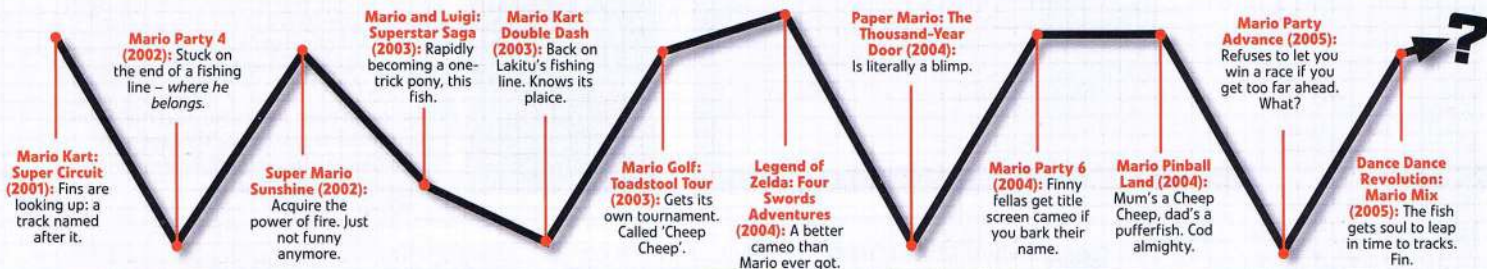 Mario Kart:
Super Circuit
(2001): Fins are
looking up: a
track named
after it.
Mario Party 4
(2002): Stuck on
the end of a fishing
line – where he
belongs.
Super Mario
Sunshine (2002):
Acquire the
power of fire. Just
not funny
anymore.
Mario and Luigi:
Superstar Saga
(2003): Rapidly
becoming a one-
trick pony, this
fish.
Mario Kart
Double Dash
(2003): Back on
Lakitu's fishing
line. Knows its
plaice.
Mario Golf:
Toadstool Tour
(2003): Gets its
own tournament.
Called 'Cheep
Cheep'.
Legend of
Zelda: Four
Swords
Adventures
(2004): A better
cameo than
Mario ever got.
Paper Mario: The
Thousand-Year
Door (2004):
Is literally a blimp.
Mario Party 6
(2004): Finny
fellas get title
screen cameo if
you bark their
name.
Mario Pinball
Land (2004):
Mum's a Cheep
Cheep, dad's a
pufferfish. Cod
almighty.
Mario Party
Advance (2005):
Refuses to let you
win a race if you
get too far ahead.
What?
Dance Dance
Revolution:
Mario Mix
(2005): The fish
gets soul to leap
in time to tracks.
Fin.
?